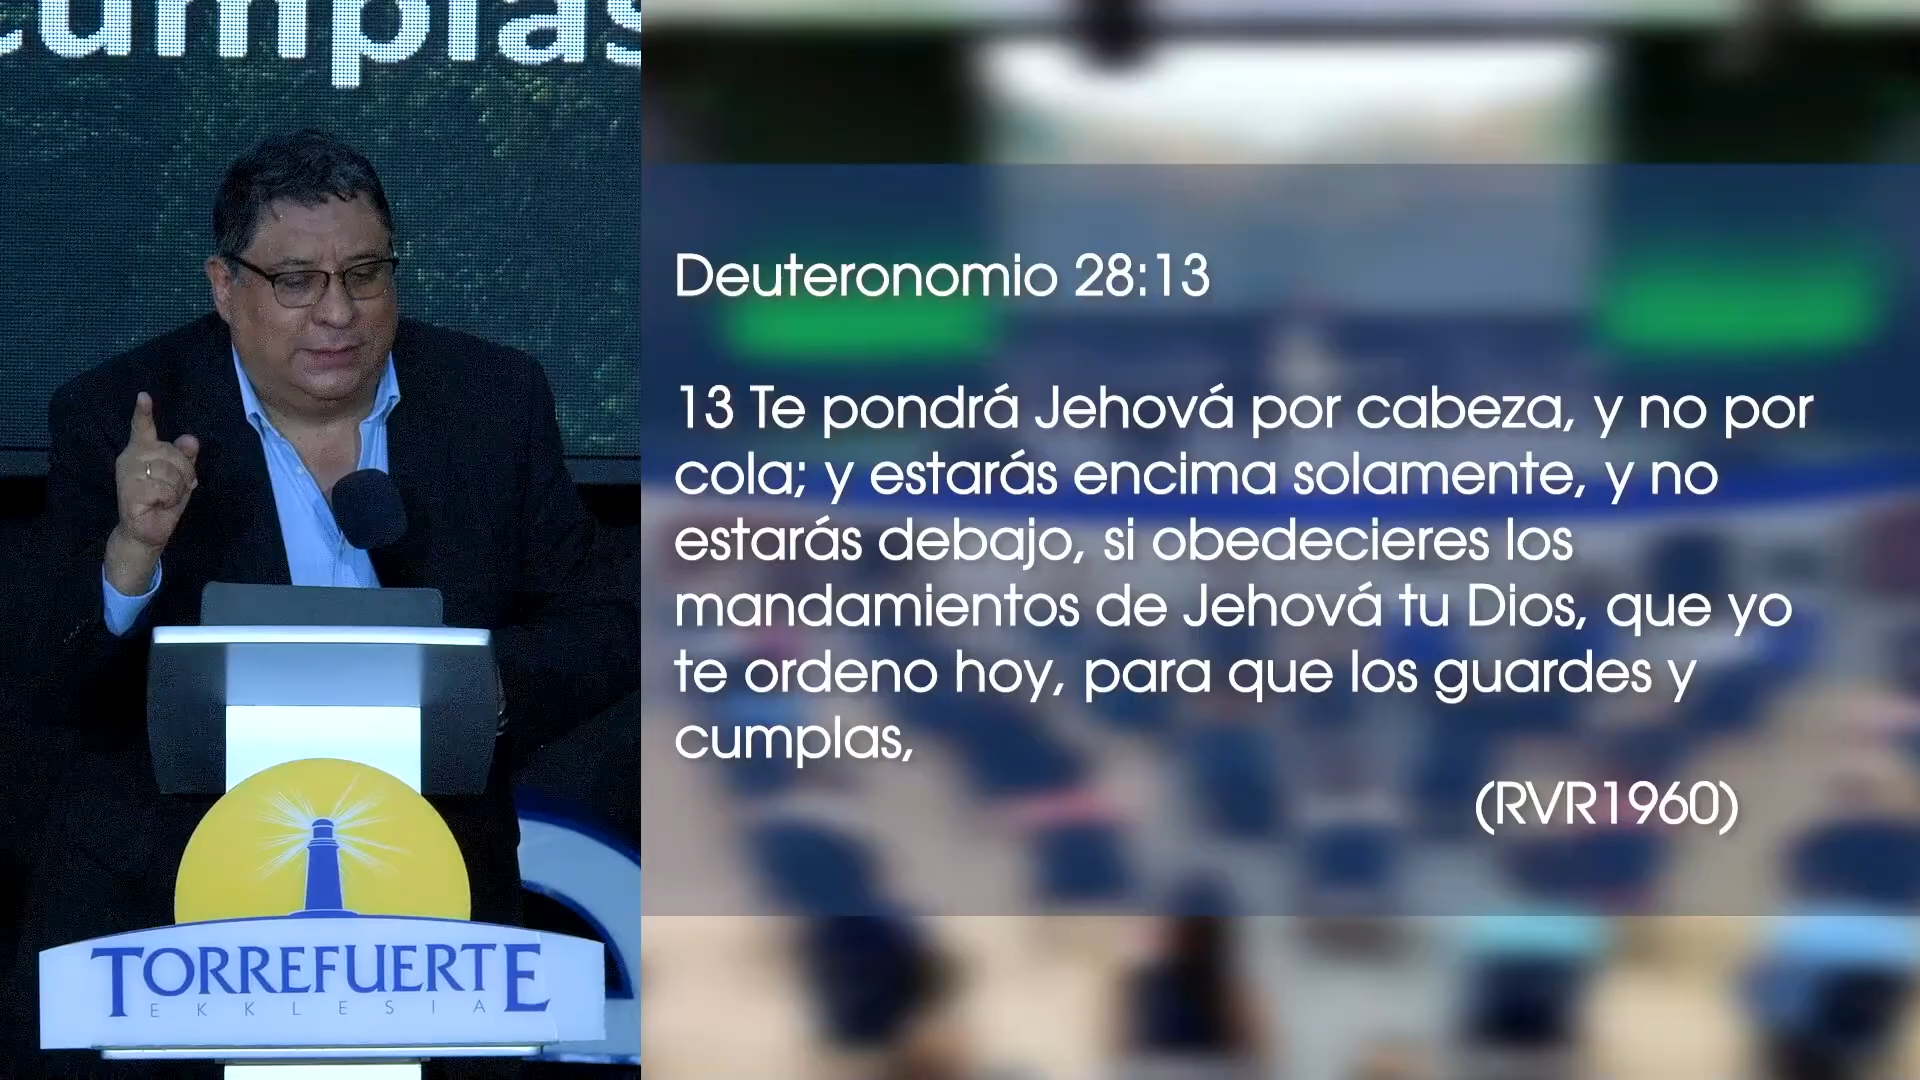 cumplas
Deuteronomio 28:13
13 Te pondrá Jehová por cabeza, y no por
cola; y estarás encima solamente, y no
estarás debajo, si obedecieres los
mandamientos de Jehová tu Dios, que yo
te ordeno hoy, para que los guardes y
cumplas,
(RVR1960)
TORREFUERTE
EKKLESIA